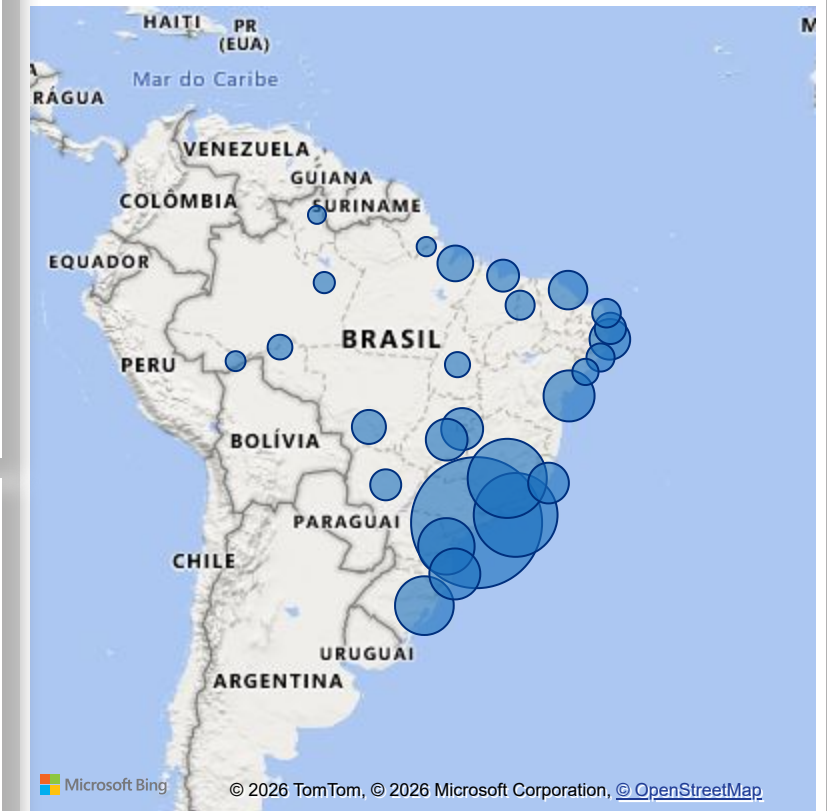 HAITI
PR
(EUA)
M
Mar do Caribe
A
RÁGUA
VENEZUELA
GUIANA
COLÔMBIA
SURINAME
EQUADOR
BRASIL
PERU
BOLÍVIA
PARAGUAI
CHILE
URUGUAI
ARGENTINA
Microsoft Bing
© 2026 TomTom, © 2026 Microsoft Corporation, © OpenStreetMap